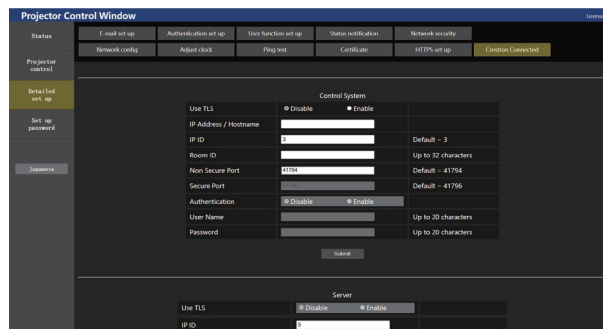 Projector Control Window
License
Status
E-mail set up
Authentication set up
User function set up
Status notification
Network security
Network config
Adjust clock
Ping test
Certificate
HTTPS set up
Crestron Connected
Projector
control
Detailed
set up
Set up
password
Japanese
Control System
Use TLS Disable Enable
IP Address / Hostname
IP ID 3 Default = 3
Room ID Up to 32 characters
Non Secure Port 41794 Default = 41794
Secure Port Default = 41796
Authentication Disable Enable
User Name Up to 20 characters
Password Up to 20 characters
Submit
Server
Use TLS Disable Enable
IP ID 6